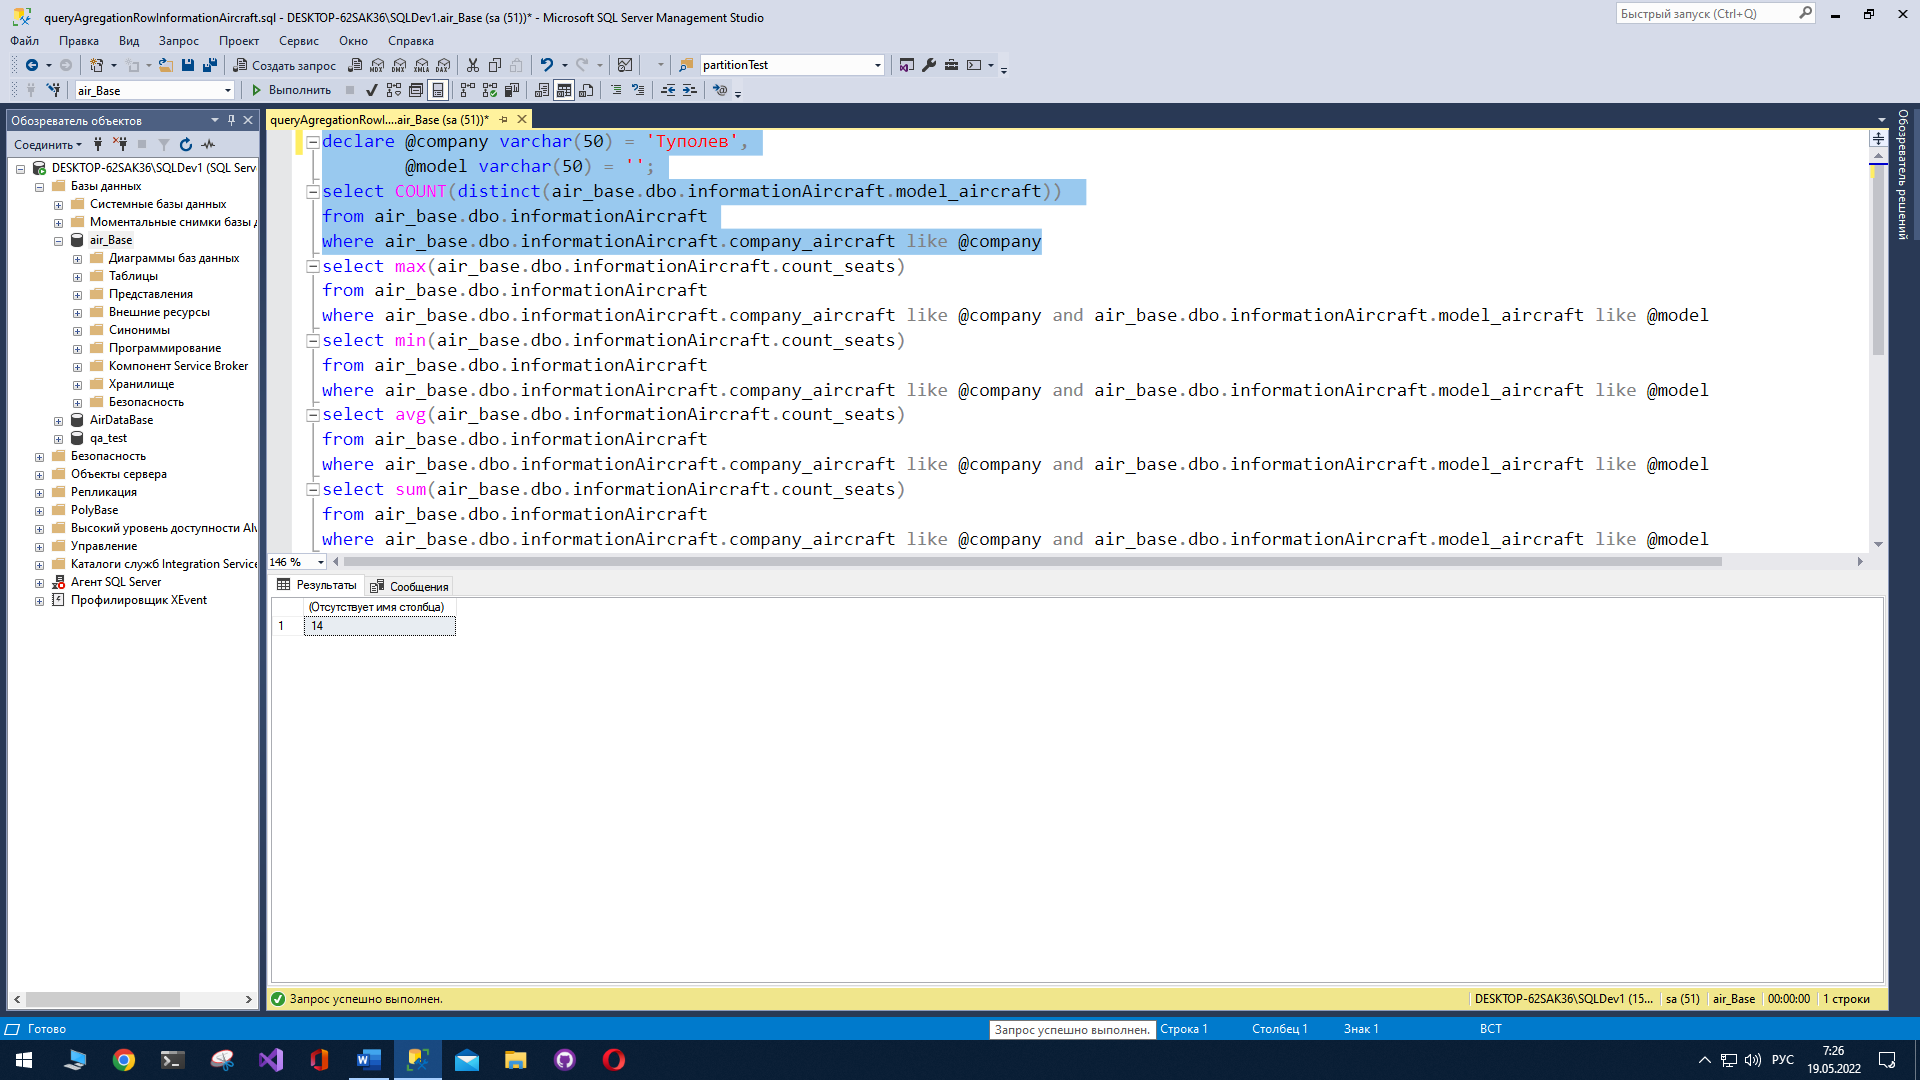 queryAgregationRowInformationAircraft.sql - DESKTOP-62SAK36\SQLDev1.air_Base (sa (51))* - Microsoft SQL Server Management Studio
Быстрый запуск (Ctrl+Q)
Файл Правка Вид Запрос Проект Сервис Окно Справка
Создать запрос MDX DMX XMLA DAX partitionTest
air_Base Выполнить
Обозреватель объектов
Соединить
DESKTOP-62SAK36\SQLDev1 (SQL Serv
Базы данных
Системные базы данных
Моментальные снимки базы д
air_Base
Диаграммы баз данных
Таблицы
Представления
Внешние ресурсы
Синонимы
Программирование
Компонент Service Broker
Хранилище
Безопасность
AirDataBase
qa_test
Безопасность
Объекты сервера
Репликация
PolyBase
Высокий уровень доступности Alw
Управление
Каталоги служб Integration Service
Агент SQL Server
Профилировщик XEvent
queryAgregationRowI....air_Base (sa (51))*
declare @company varchar(50) = 'Туполев',
@model varchar(50) = '';
select COUNT(distinct(air_base.dbo.informationAircraft.model_aircraft))
from air_base.dbo.informationAircraft
where air_base.dbo.informationAircraft.company_aircraft like @company
select max(air_base.dbo.informationAircraft.count_seats)
from air_base.dbo.informationAircraft
where air_base.dbo.informationAircraft.company_aircraft like @company and air_base.dbo.informationAircraft.model_aircraft like @model
select min(air_base.dbo.informationAircraft.count_seats)
from air_base.dbo.informationAircraft
where air_base.dbo.informationAircraft.company_aircraft like @company and air_base.dbo.informationAircraft.model_aircraft like @model
select avg(air_base.dbo.informationAircraft.count_seats)
from air_base.dbo.informationAircraft
where air_base.dbo.informationAircraft.company_aircraft like @company and air_base.dbo.informationAircraft.model_aircraft like @model
select sum(air_base.dbo.informationAircraft.count_seats)
from air_base.dbo.informationAircraft
where air_base.dbo.informationAircraft.company_aircraft like @company and air_base.dbo.informationAircraft.model_aircraft like @model
146 %
Результаты Сообщения
(Отсутствует имя столбца)
1 14
Запрос успешно выполнен. DESKTOP-62SAK36\SQLDev1 (15... sa (51) air_Base 00:00:00 1 строки
Обозреватель решений
Готово Запрос успешно выполнен. Строка 1 Столбец 1 Знак 1 ВСТ
РУС 7:26
19.05.2022